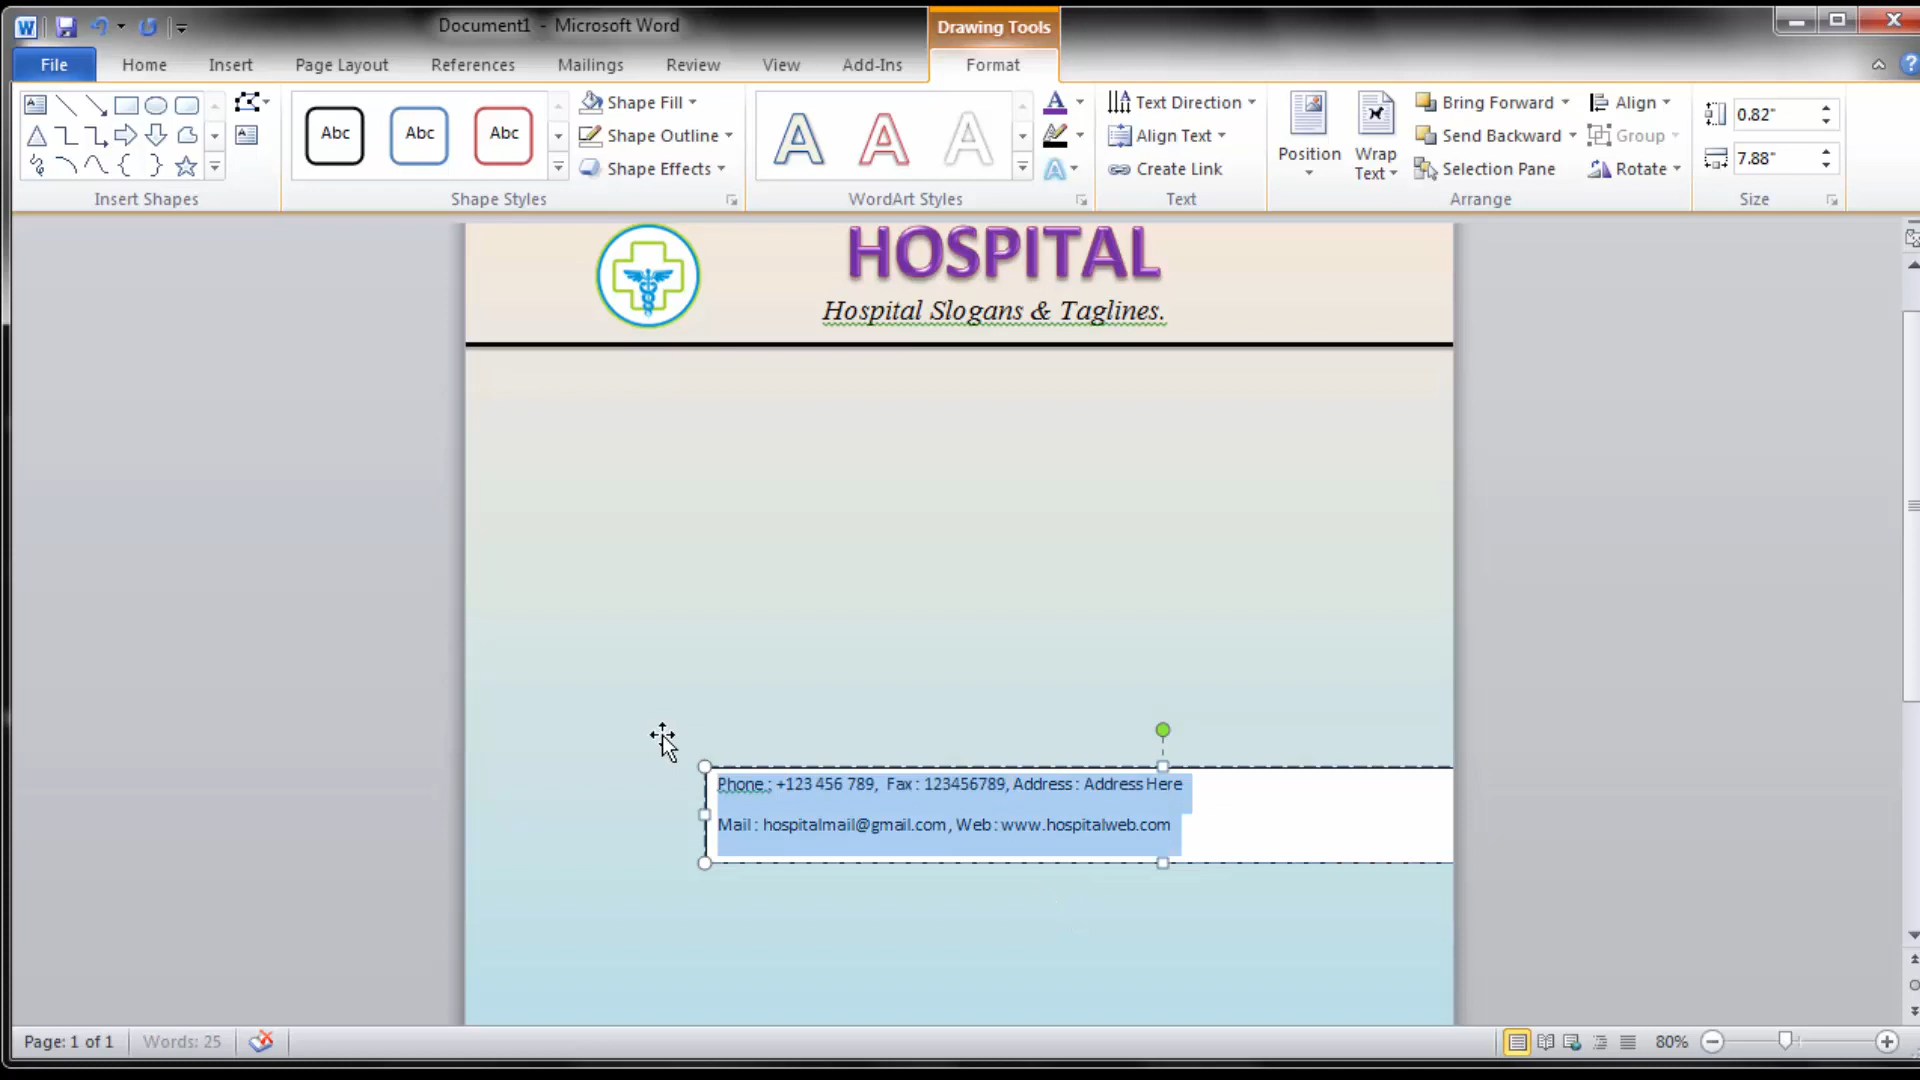 Document1 - Microsoft Word
Drawing Tools
File Home Insert Page Layout References Mailings Review View Add-Ins Format
Abc Abc Abc
Shape Fill
Shape Outline
Shape Effects
A A A
A
A
Text Direction
Align Text
Create Link
Position
Wrap Text
Bring Forward
Send Backward
Selection Pane
Align
Group
Rotate
0.82"
7.88"
Insert Shapes Shape Styles WordArt Styles Text Arrange Size
HOSPITAL
Hospital Slogans & Taglines.
Phone : +123 456 789, Fax : 123456789, Address : Address Here
Mail : hospitalmail@gmail.com, Web : www.hospitalweb.com
Page: 1 of 1 Words: 25 80%